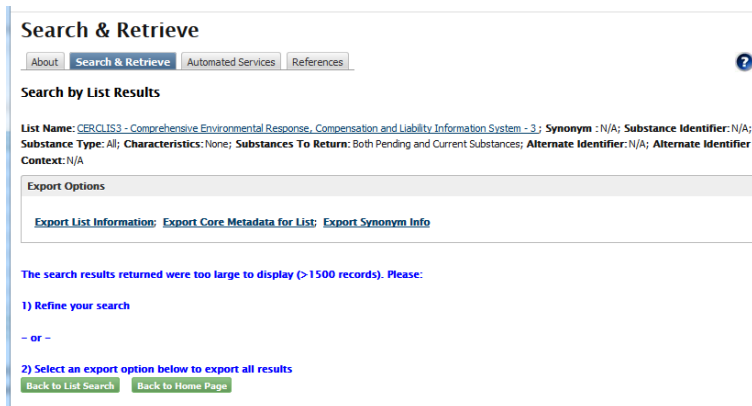 Search & Retrieve
About Search & Retrieve Automated Services References ?
Search by List Results
List Name: CERCLIS3 - Comprehensive Environmental Response, Compensation and Liability Information System - 3 ; Synonym : N/A; Substance Identifier: N/A;
Substance Type: All; Characteristics: None; Substances To Return: Both Pending and Current Substances; Alternate Identifier: N/A; Alternate Identifier
Context: N/A
Export Options
Export List Information; Export Core Metadata for List; Export Synonym Info
The search results returned were too large to display (>1500 records). Please:
1) Refine your search
– or –
2) Select an export option below to export all results
Back to List Search Back to Home Page